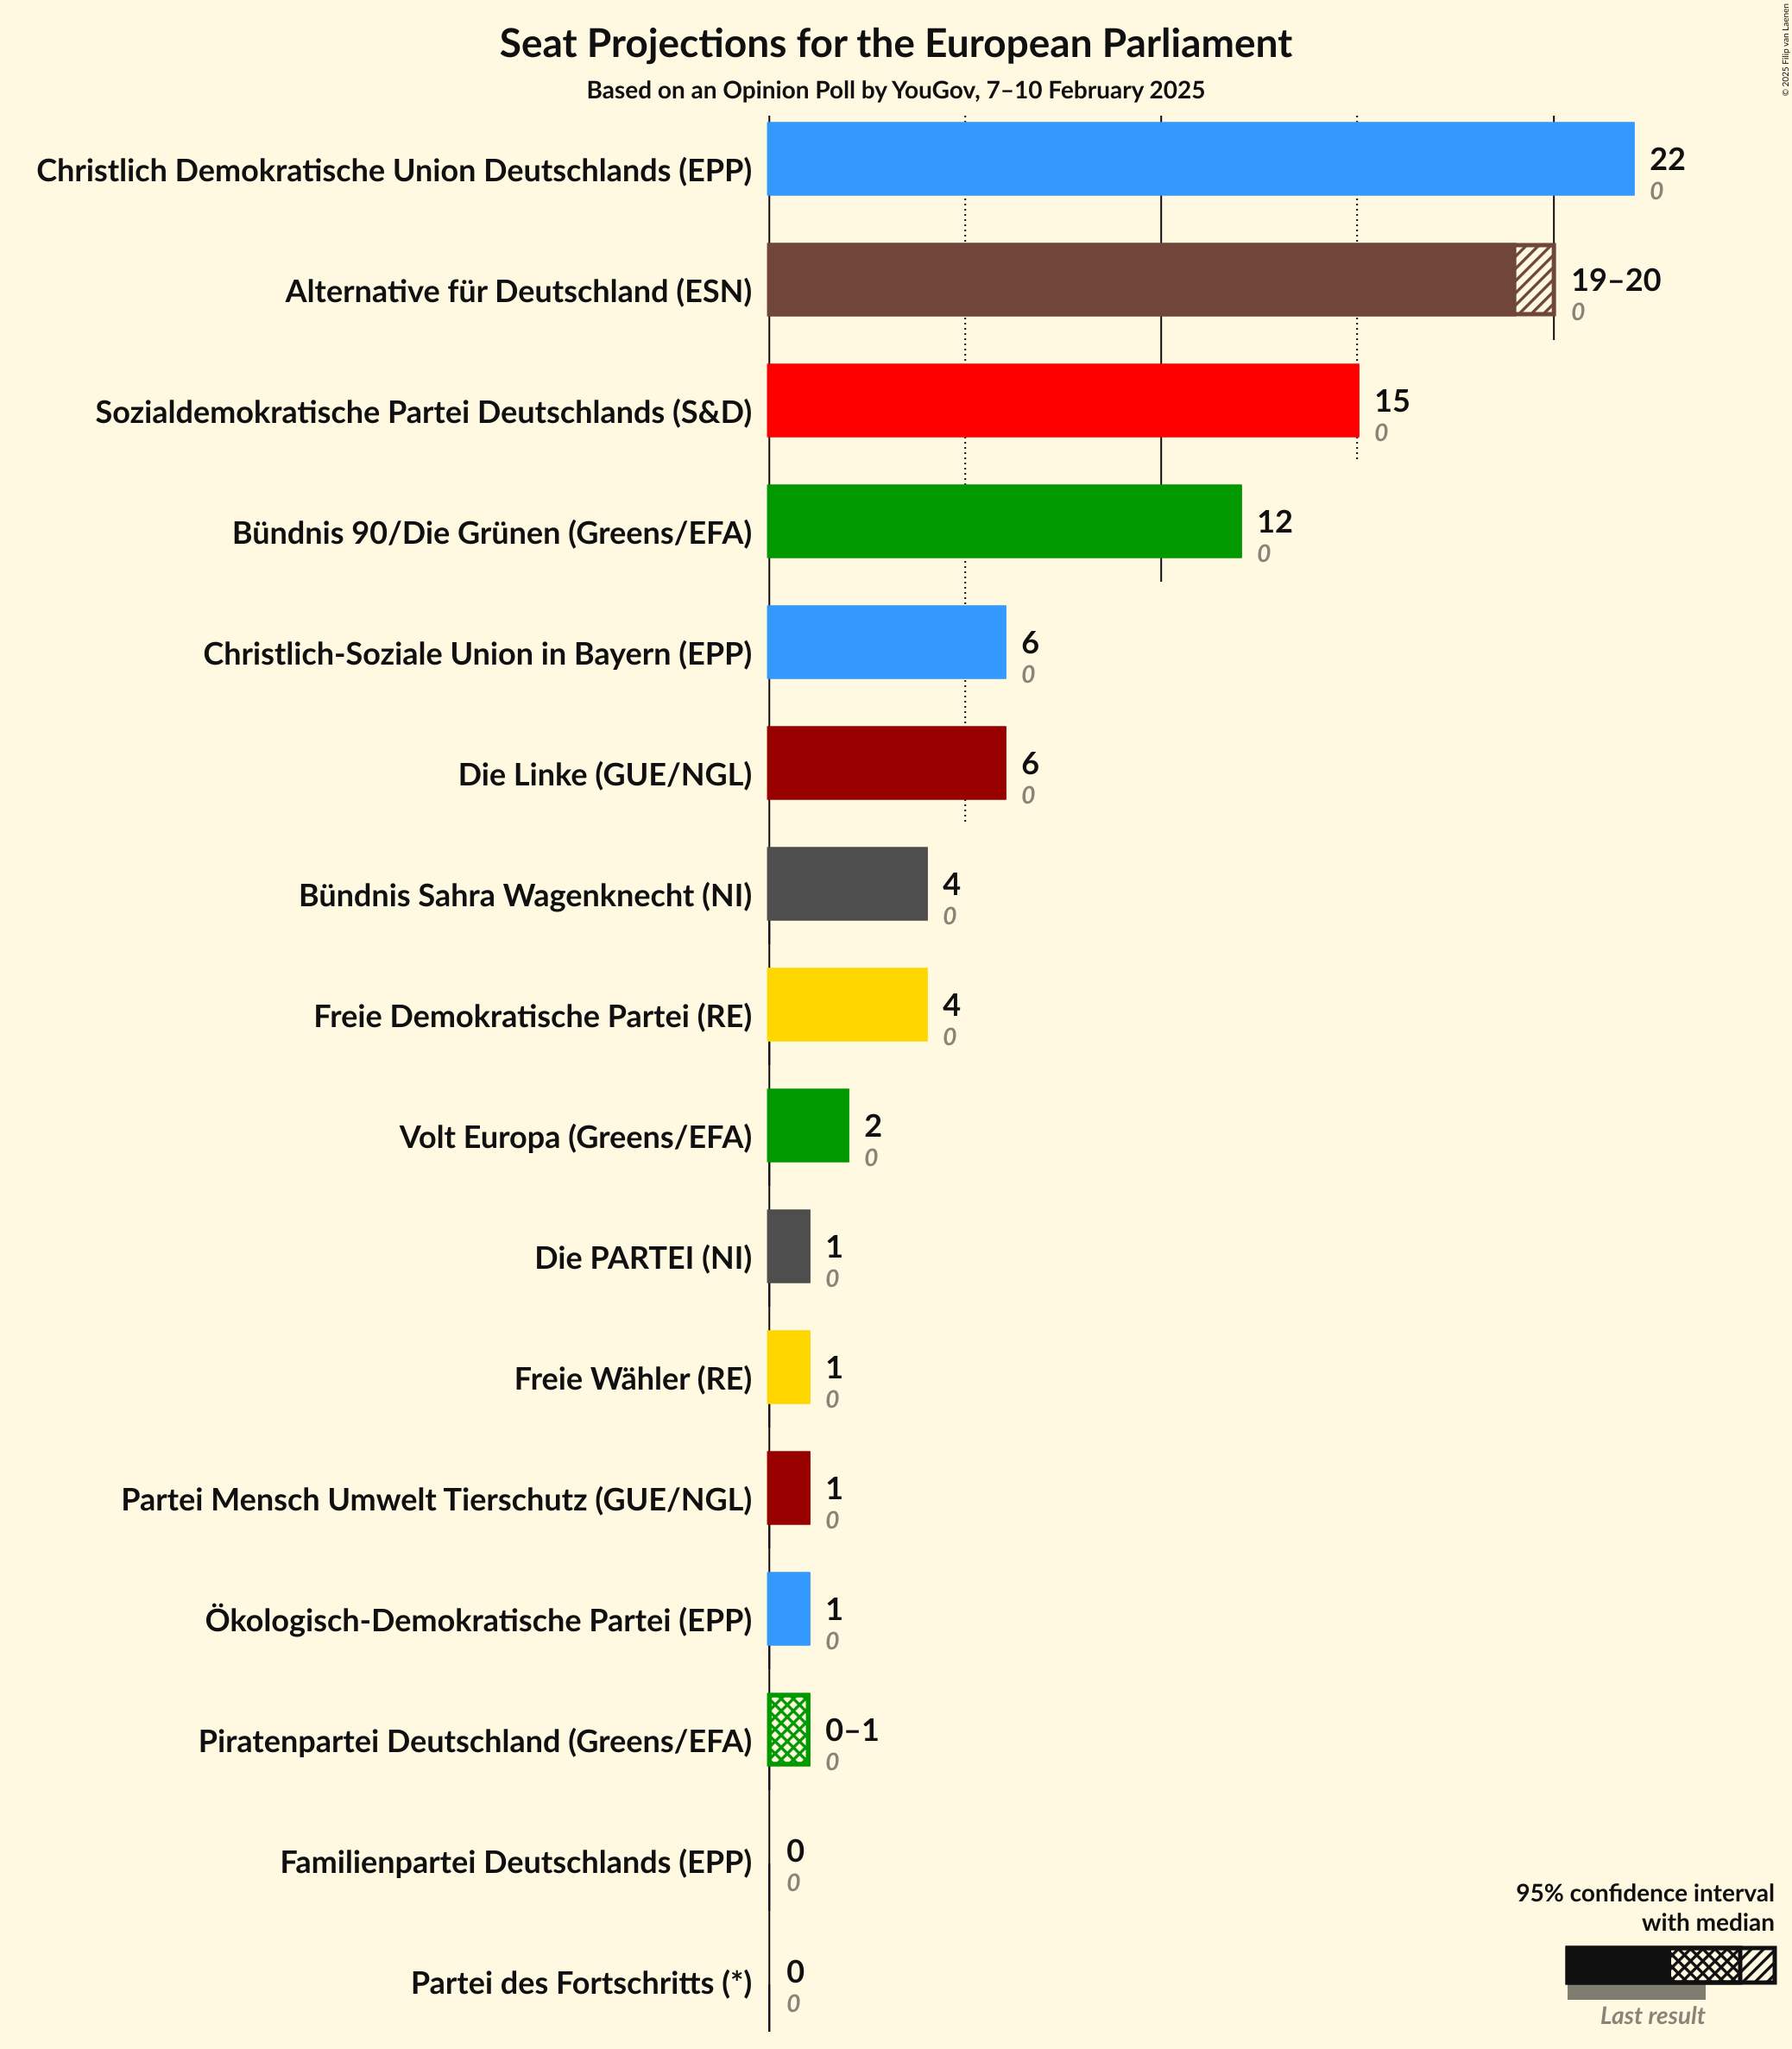 Seat Projections for the European Parliament
Based on an Opinion Poll by YouGov, 7–10 February 2025
© 2025 Filip van Laenen
Christlich Demokratische Union Deutschlands (EPP)
22
0
Alternative für Deutschland (ESN)
19–20
0
Sozialdemokratische Partei Deutschlands (S&D)
15
0
Bündnis 90/Die Grünen (Greens/EFA)
12
0
Christlich-Soziale Union in Bayern (EPP)
6
0
Die Linke (GUE/NGL)
6
0
Bündnis Sahra Wagenknecht (NI)
4
0
Freie Demokratische Partei (RE)
4
0
Volt Europa (Greens/EFA)
2
0
Die PARTEI (NI)
1
0
Freie Wähler (RE)
1
0
Partei Mensch Umwelt Tierschutz (GUE/NGL)
1
0
Ökologisch-Demokratische Partei (EPP)
1
0
Piratenpartei Deutschland (Greens/EFA)
0–1
0
Familienpartei Deutschlands (EPP)
0
0
Partei des Fortschritts (*)
0
0
95% confidence interval
with median
Last result